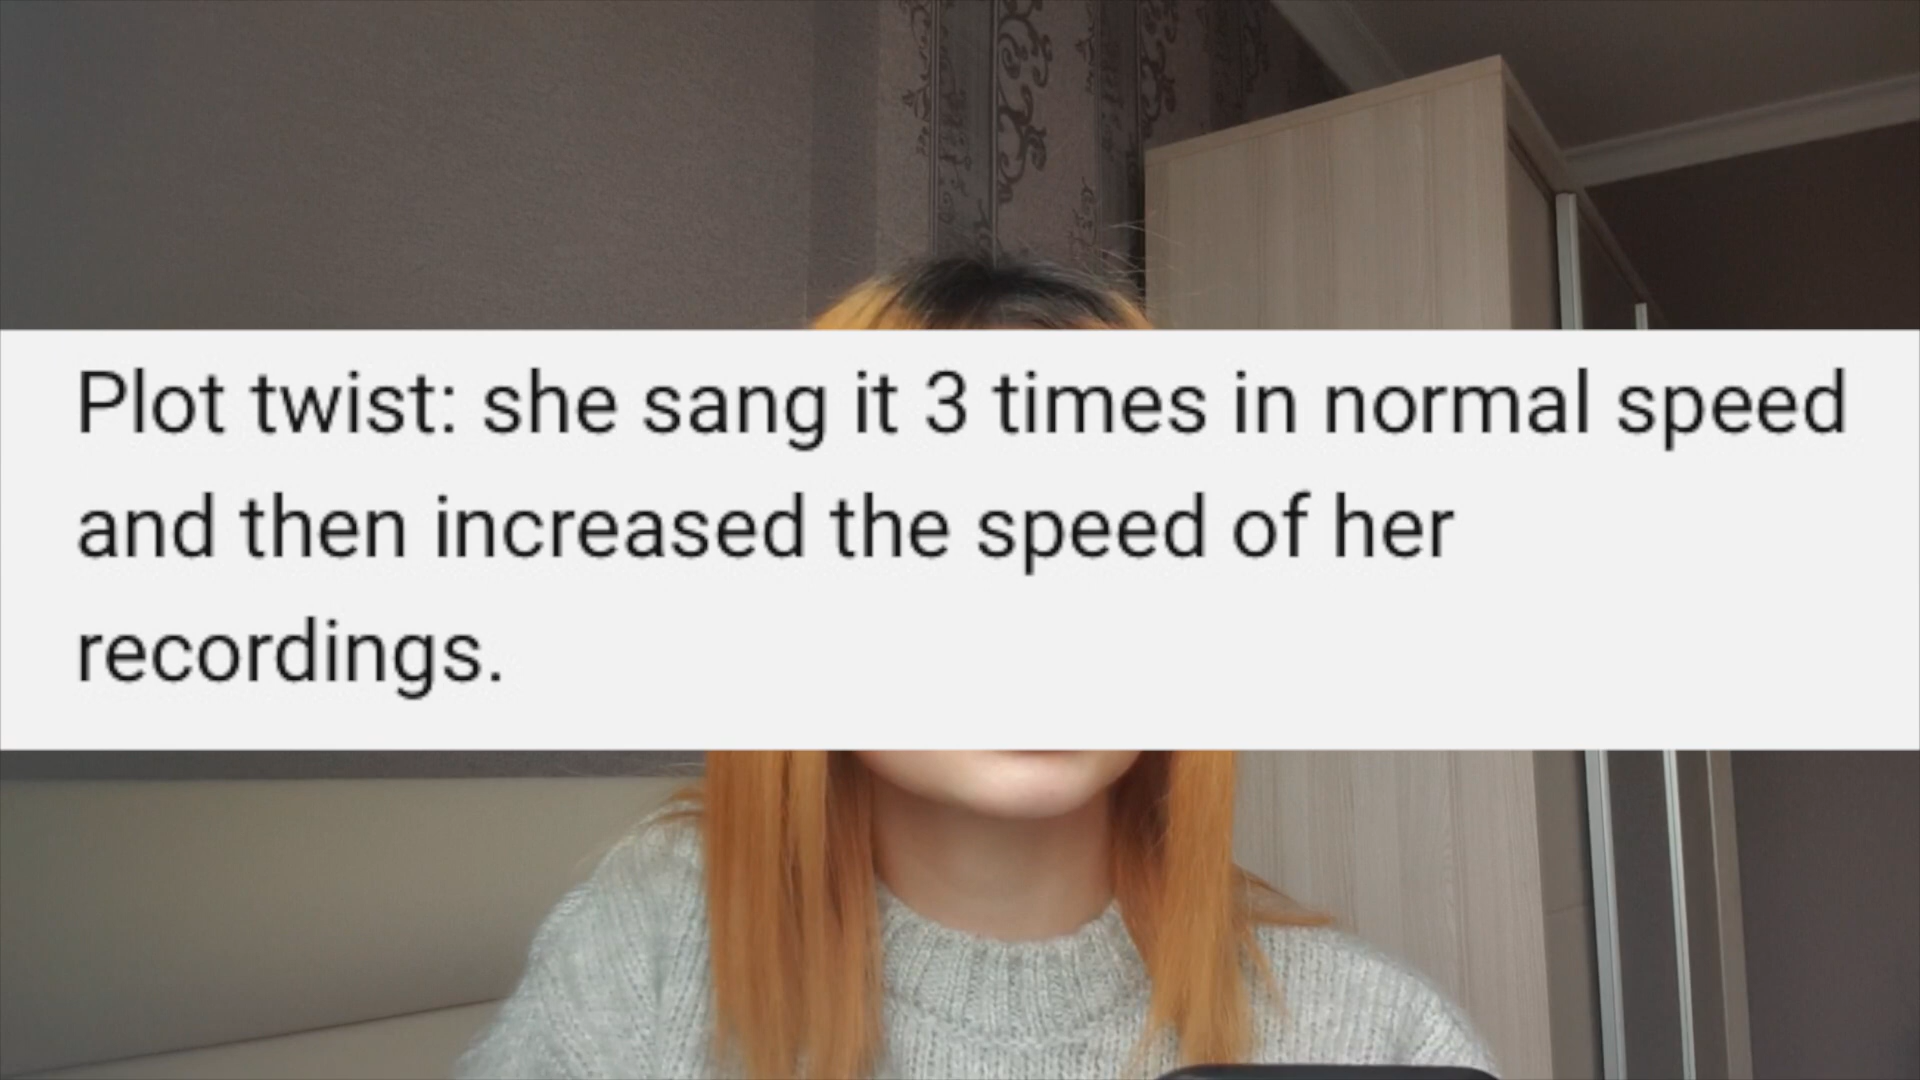 Plot twist: she sang it 3 times in normal speed
and then increased the speed of her
recordings.